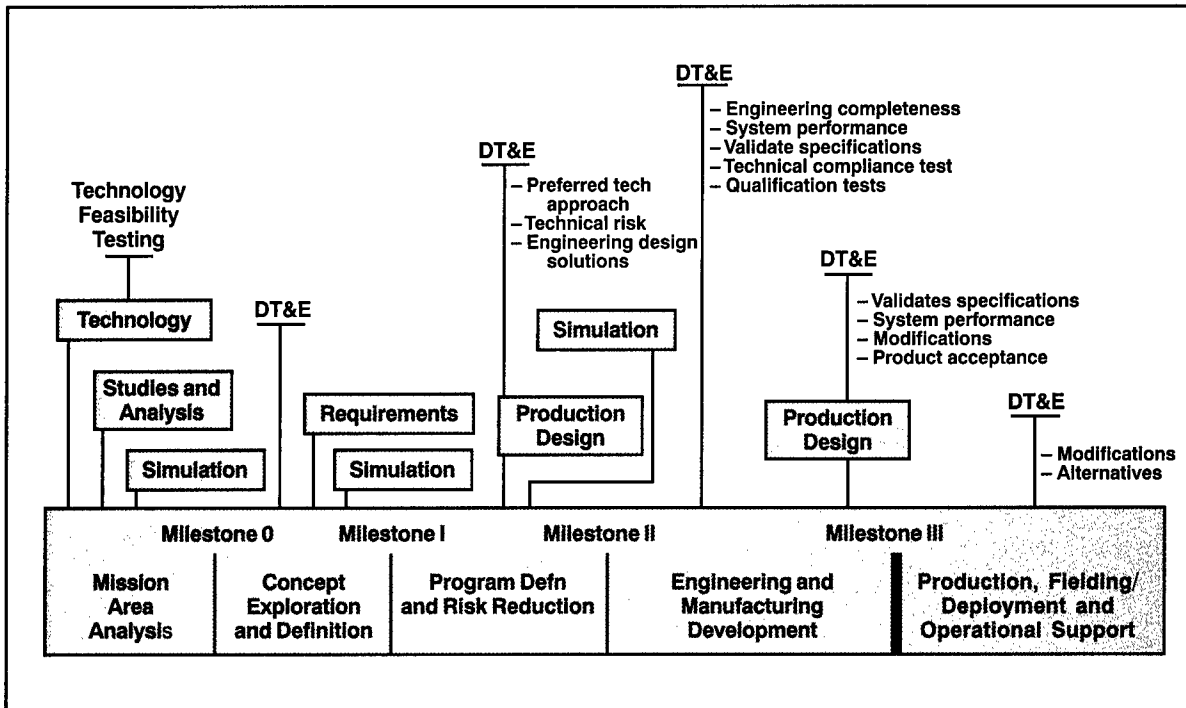 Technology
Feasibility
Testing
Technology
Studies and
Analysis
Simulation
DT&E
Requirements
Simulation
DT&E
– Preferred tech
approach
– Technical risk
– Engineering design
solutions
Production
Design
Simulation
DT&E
– Engineering completeness
– System performance
– Validate specifications
– Technical compliance test
– Qualification tests
DT&E
– Validates specifications
– System performance
– Modifications
– Product acceptance
Production
Design
DT&E
– Modifications
– Alternatives
Milestone 0
Milestone I
Milestone II
Milestone III
Mission
Area
Analysis
Concept
Exploration
and Definition
Program Defn
and Risk Reduction
Engineering and
Manufacturing
Development
Production, Fielding/
Deployment and
Operational Support